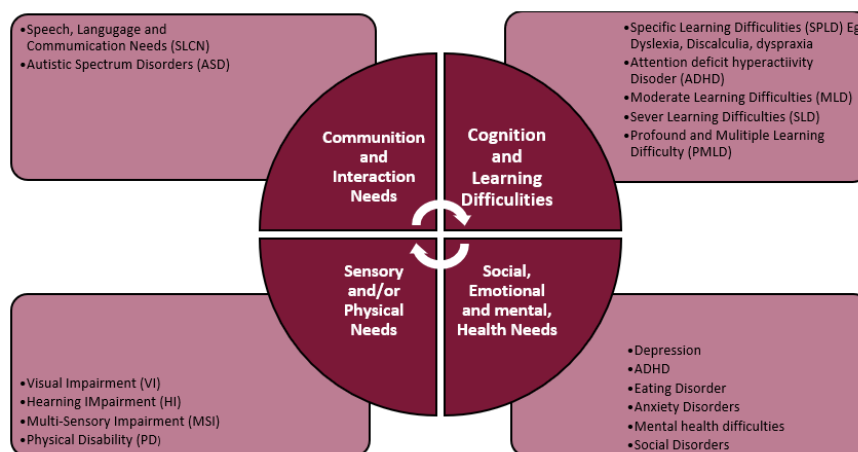 •Speech, Langugage and
Commumication Needs (SLCN)
•Autistic Spectrum Disorders (ASD)
•Specific Learning Difficulties (SPLD) Eg
Dyslexia, Discalculia, dyspraxia
•Attention deficit hyperactiivity
Disoder (ADHD)
•Moderate Learning Difficulties (MLD)
•Sever Learning Difficulties (SLD)
•Profound and Mulitiple Learning
Difficulty (PMLD)
Communition
and
Interaction
Needs
Cognition
and
Learning
Difficulities
Sensory
and/or
Physical
Needs
Social,
Emotional
and mental,
Health Needs
•Visual Impairment (VI)
•Hearning IMpairment (HI)
•Multi-Sensory Impairment (MSI)
•Physical Disability (PD)
•Depression
•ADHD
•Eating Disorder
•Anxiety Disorders
•Mental health difficulties
•Social Disorders